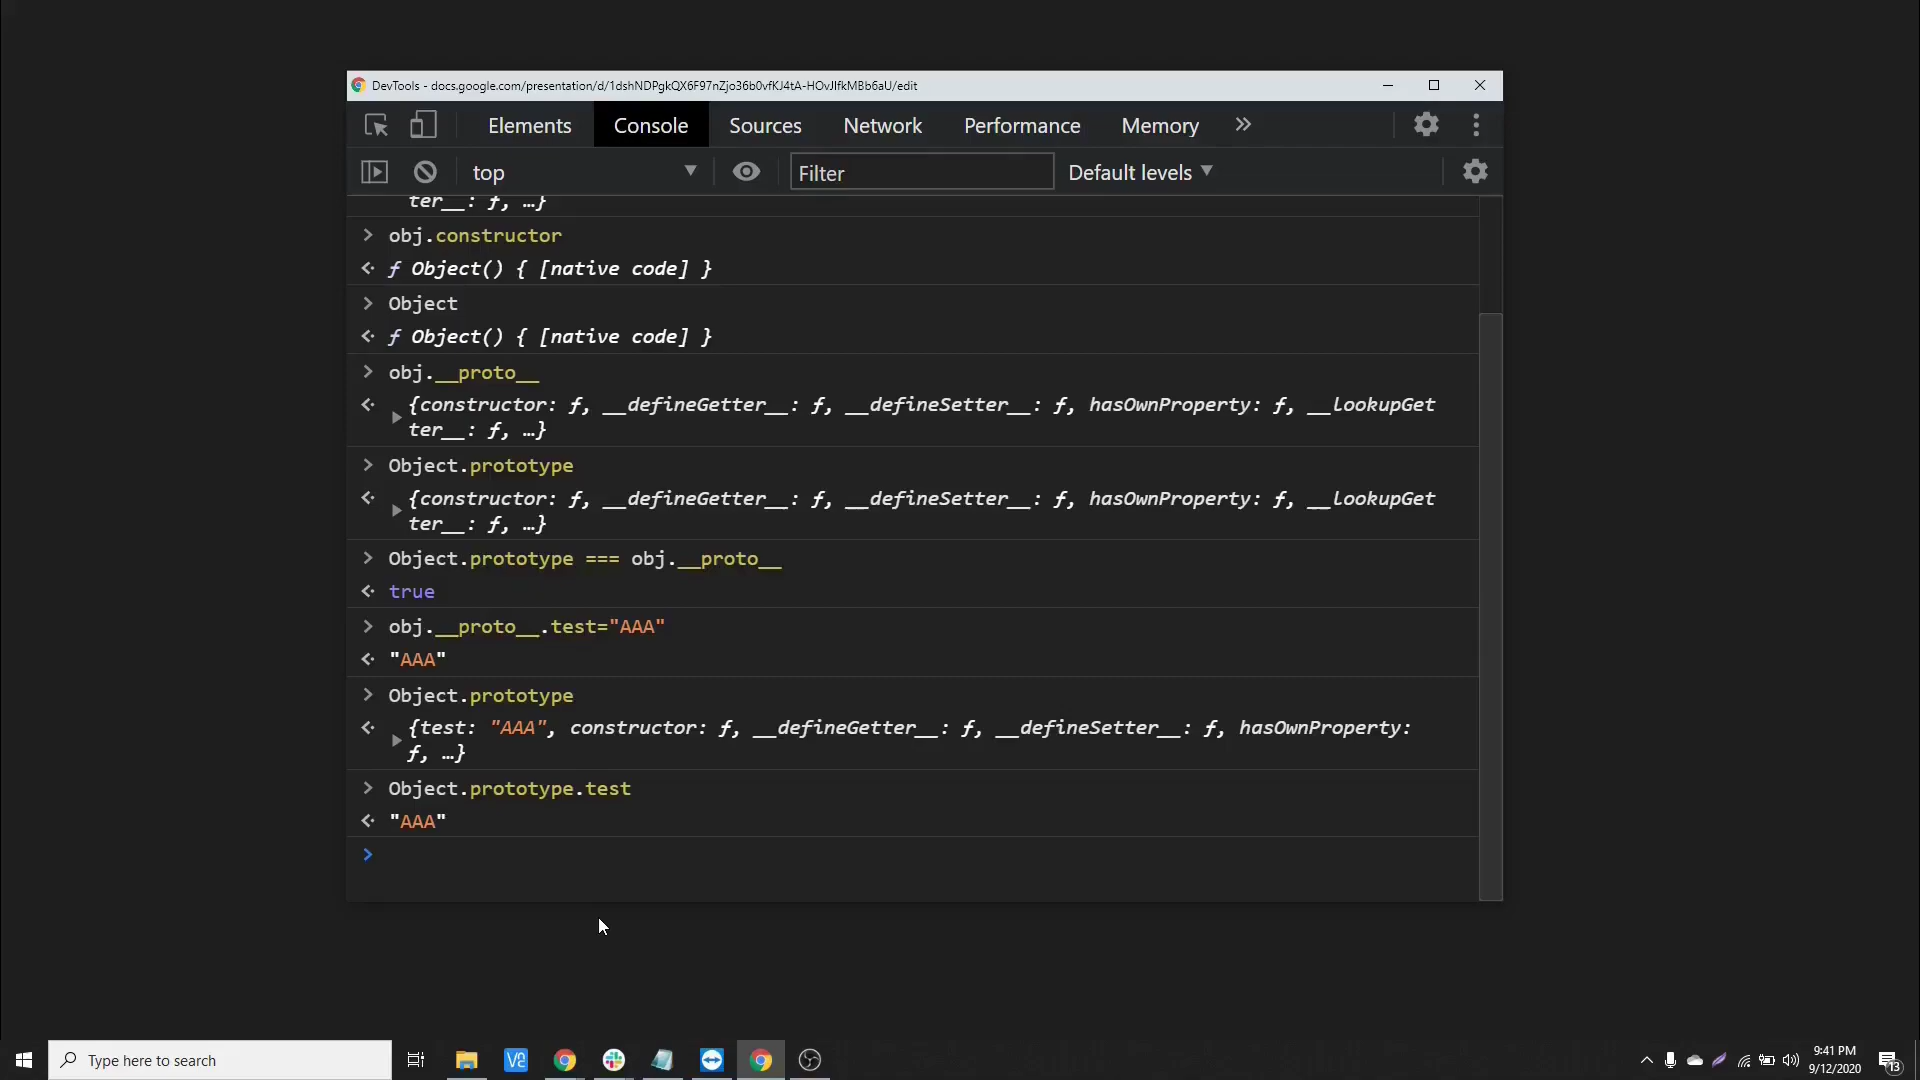 DevTools - docs.google.com/presentation/d/1dshNDPgkQX6F97nZjo36b0vfKJ4tA-HOvJIfkMBb6aU/edit
Elements Console Sources Network Performance Memory »
top Filter Default levels
ter__: ƒ, …}
> obj.constructor
ƒ Object() { [native code] }
> Object
ƒ Object() { [native code] }
> obj.__proto__
{constructor: ƒ, __defineGetter__: ƒ, __defineSetter__: ƒ, hasOwnProperty: ƒ, __lookupGet
ter__: ƒ, …}
> Object.prototype
{constructor: ƒ, __defineGetter__: ƒ, __defineSetter__: ƒ, hasOwnProperty: ƒ, __lookupGet
ter__: ƒ, …}
> Object.prototype === obj.__proto__
true
> obj.__proto__.test="AAA"
"AAA"
> Object.prototype
{test: "AAA", constructor: ƒ, __defineGetter__: ƒ, __defineSetter__: ƒ, hasOwnProperty:
ƒ, …}
> Object.prototype.test
"AAA"
>
Type here to search
9:41 PM
9/12/2020
13